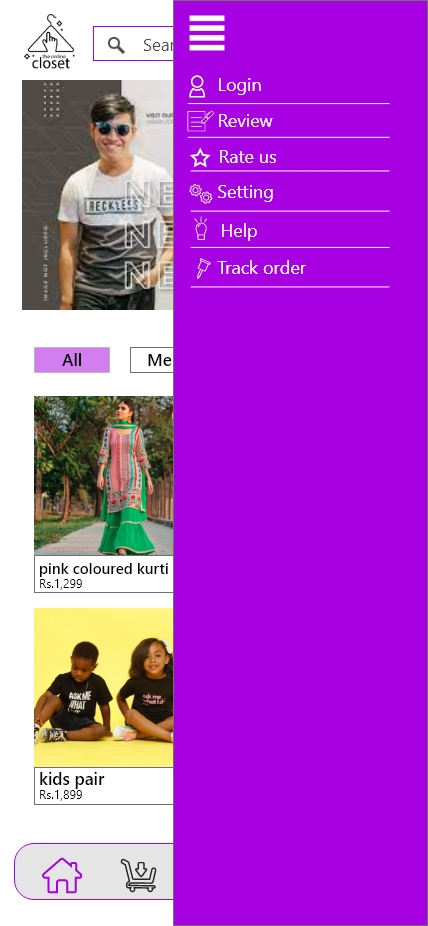 the online
closet
Sear
Login
Review
Rate us
Setting
Help
Track order
VISIT OUR
RECKLESS
NE
NE
NE
IMAGE NOT INCLUDED
All
Me
pink coloured kurti
Rs.1,299
ASK ME
WHAT
ask me
what I d
kids pair
Rs.1,899